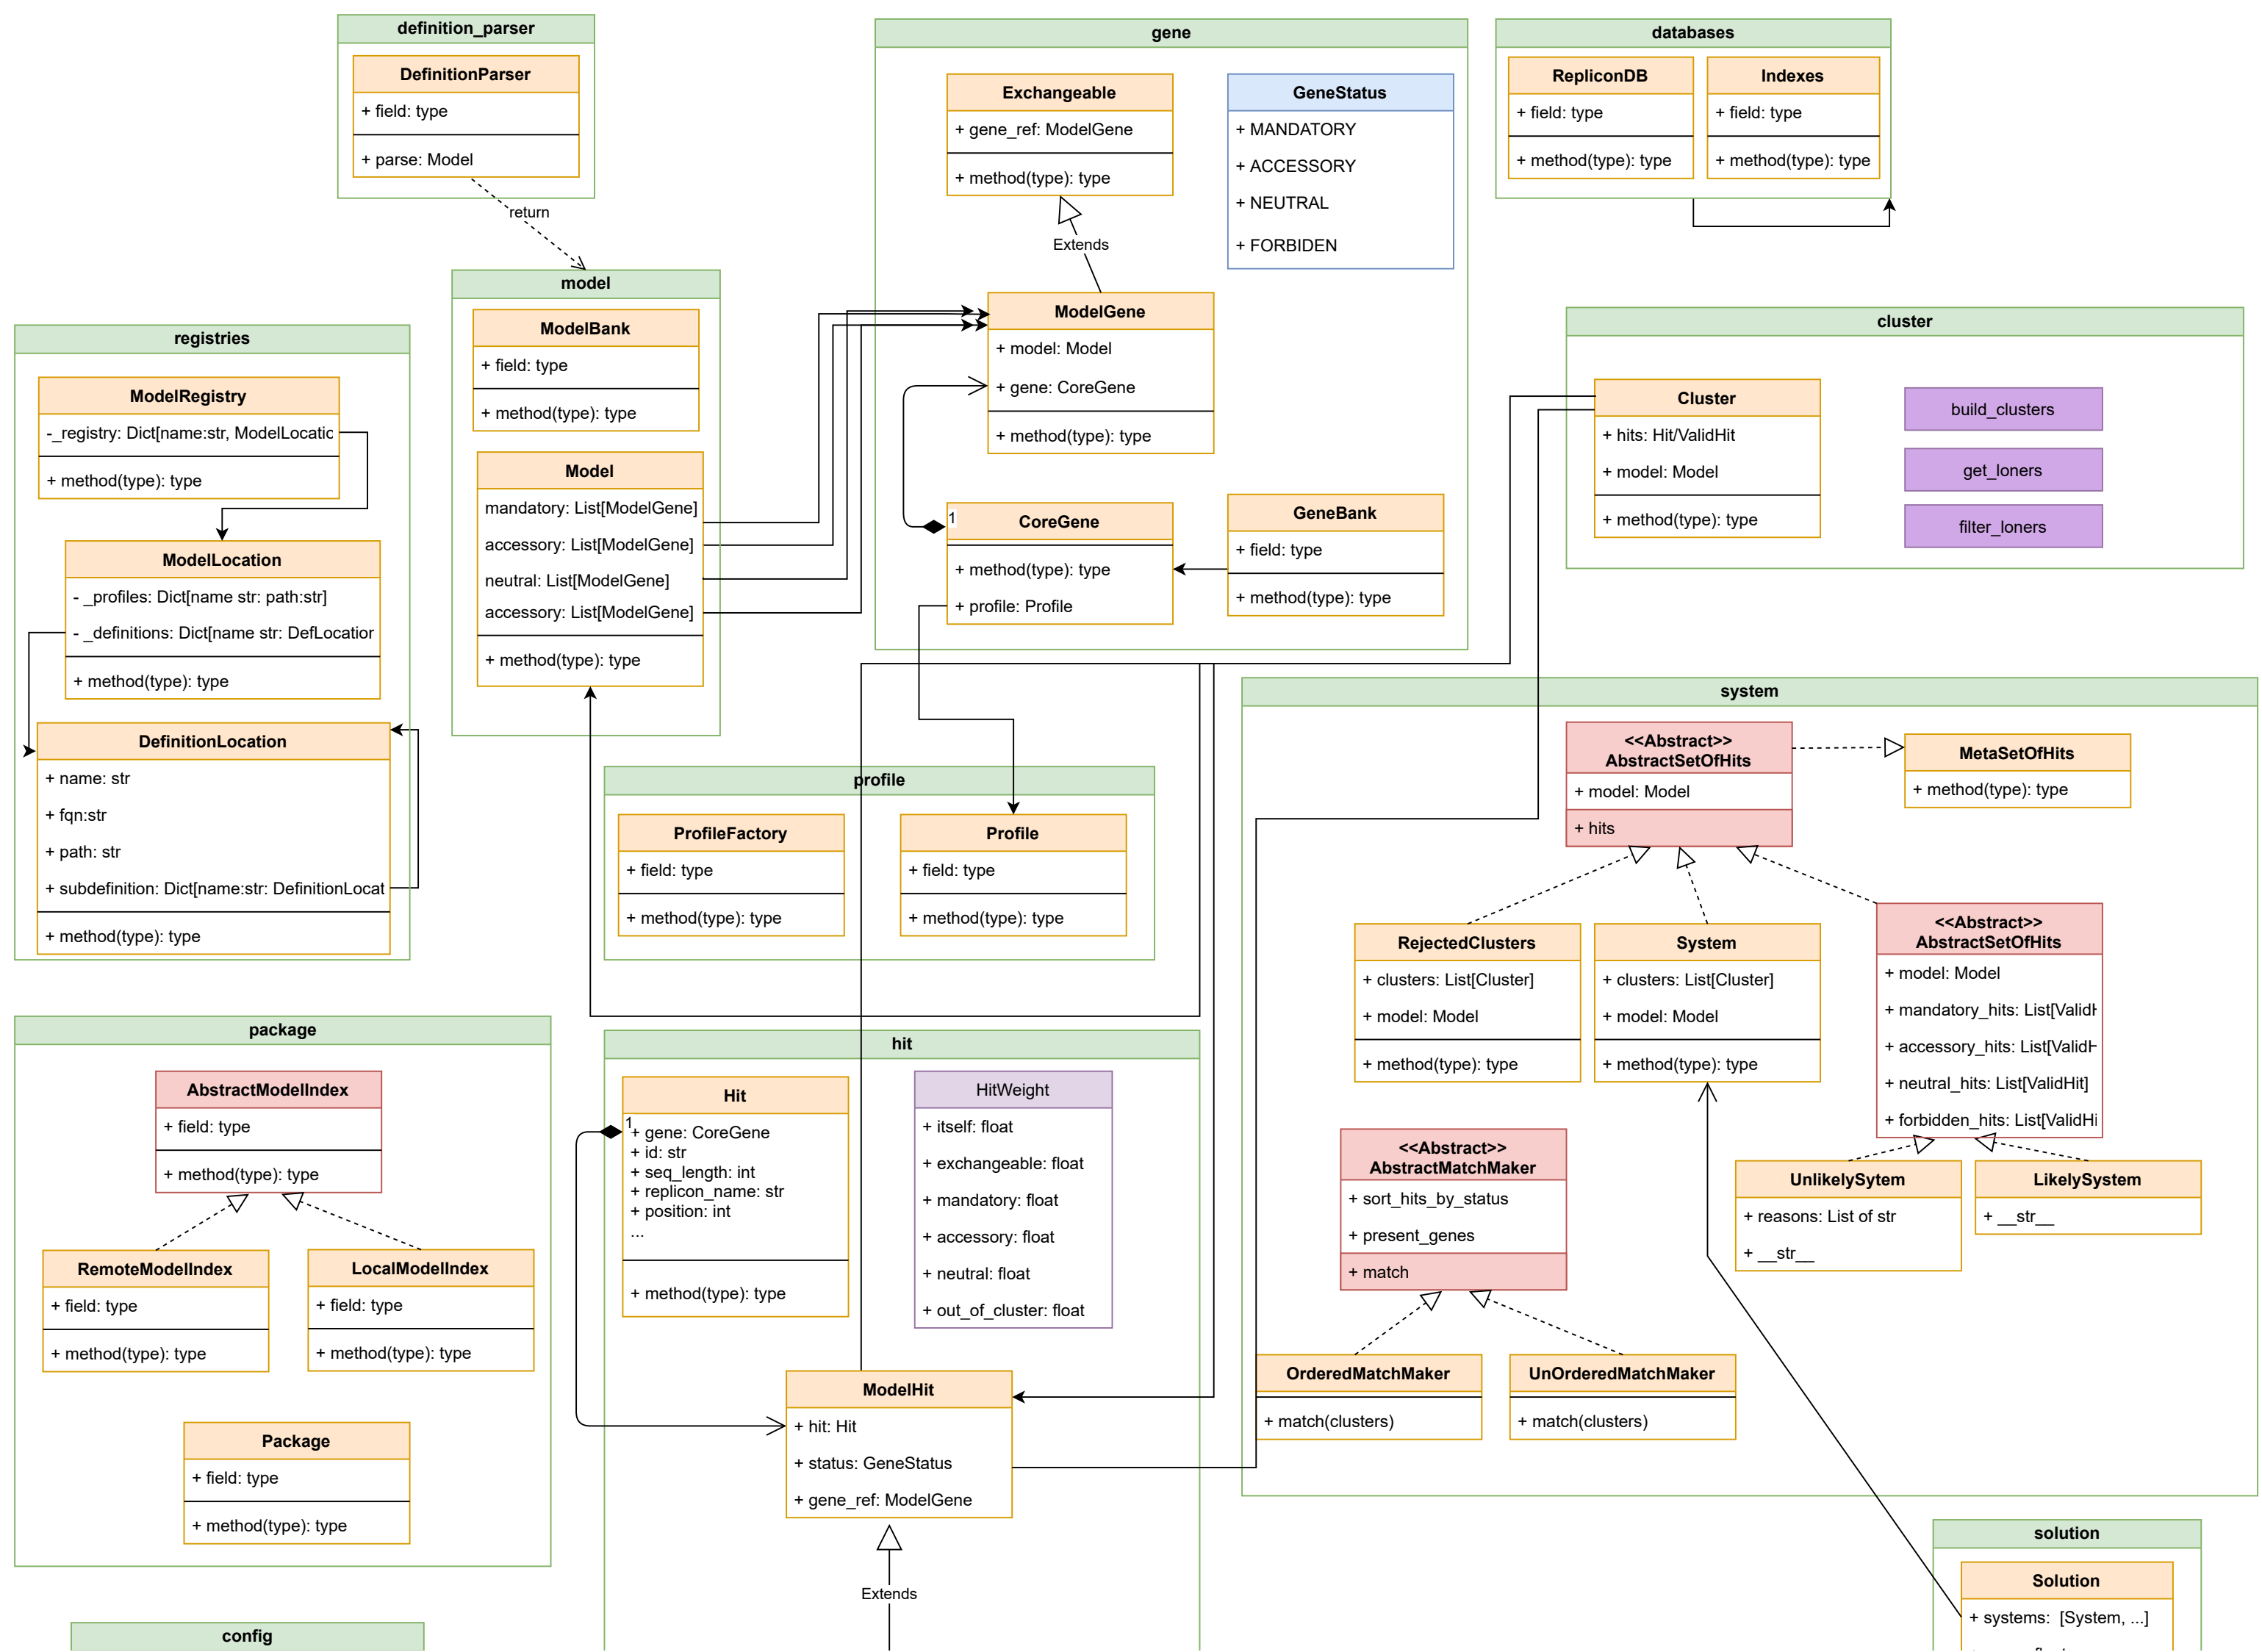 definition_parser
DefinitionParser
+ field: type
+ parse: Model
return
gene
Exchangeable
+ gene_ref: ModelGene
+ method(type): type
Extends
GeneStatus
+ MANDATORY
+ ACCESSORY
+ NEUTRAL
+ FORBIDEN
ModelGene
+ model: Model
+ gene: CoreGene
+ method(type): type
1
CoreGene
+ method(type): type
+ profile: Profile
GeneBank
+ field: type
+ method(type): type
databases
RepliconDB
+ field: type
+ method(type): type
Indexes
+ field: type
+ method(type): type
model
ModelBank
+ field: type
+ method(type): type
Model
mandatory: List[ModelGene]
accessory: List[ModelGene]
neutral: List[ModelGene]
accessory: List[ModelGene]
+ method(type): type
registries
ModelRegistry
-_registry: Dict[name:str, ModelLocatic
+ method(type): type
ModelLocation
- _profiles: Dict[name str: path:str]
- _definitions: Dict[name str: DefLocation
+ method(type): type
DefinitionLocation
+ name: str
+ fqn:str
+ path: str
+ subdefinition: Dict[name:str: DefinitionLocat
+ method(type): type
cluster
Cluster
+ hits: Hit/ValidHit
+ model: Model
+ method(type): type
build_clusters
get_loners
filter_loners
profile
ProfileFactory
+ field: type
+ method(type): type
Profile
+ field: type
+ method(type): type
system
<<Abstract>>
AbstractSetOfHits
+ model: Model
+ hits
MetaSetOfHits
+ method(type): type
RejectedClusters
+ clusters: List[Cluster]
+ model: Model
+ method(type): type
System
+ clusters: List[Cluster]
+ model: Model
+ method(type): type
<<Abstract>>
AbstractSetOfHits
+ model: Model
+ mandatory_hits: List[ValidH
+ accessory_hits: List[ValidH
+ neutral_hits: List[ValidHit]
+ forbidden_hits: List[ValidHi
UnlikelySytem
+ reasons: List of str
+ __str__
LikelySystem
+ __str__
<<Abstract>>
AbstractMatchMaker
+ sort_hits_by_status
+ present_genes
+ match
OrderedMatchMaker
+ match(clusters)
UnOrderedMatchMaker
+ match(clusters)
package
AbstractModelIndex
+ field: type
+ method(type): type
RemoteModelIndex
+ field: type
+ method(type): type
LocalModelIndex
+ field: type
+ method(type): type
Package
+ field: type
+ method(type): type
hit
Hit
1
+ gene: CoreGene
+ id: str
+ seq_length: int
+ replicon_name: str
+ position: int
...
+ method(type): type
HitWeight
+ itself: float
+ exchangeable: float
+ mandatory: float
+ accessory: float
+ neutral: float
+ out_of_cluster: float
ModelHit
+ hit: Hit
+ status: GeneStatus
+ gene_ref: ModelGene
Extends
solution
Solution
+ systems:  [System, ...]
config